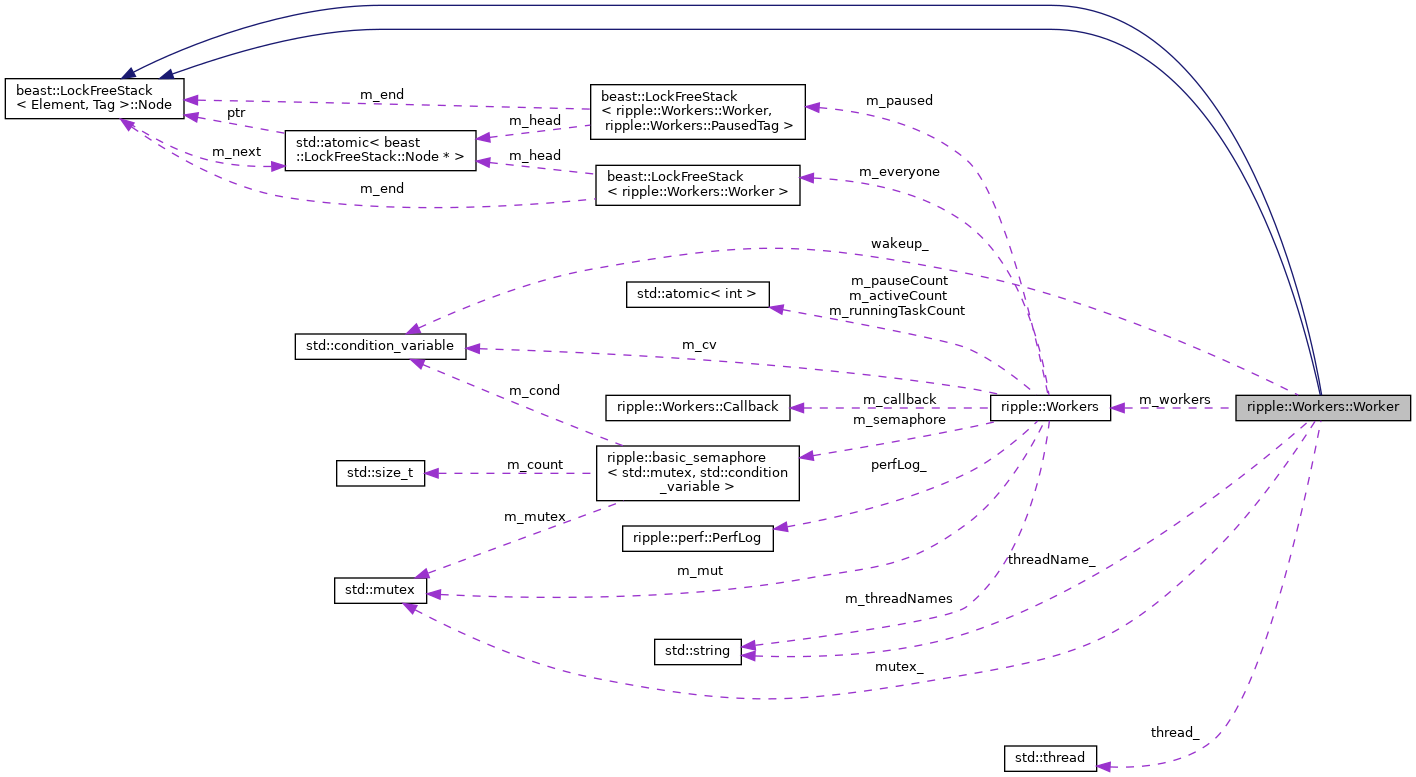 beast::LockFreeStack
< Element, Tag >::Node
m_end
ptr
m_next
m_end
std::atomic< beast
::LockFreeStack::Node * >
m_head
m_head
beast::LockFreeStack
< ripple::Workers::Worker,
ripple::Workers::PausedTag >
beast::LockFreeStack
< ripple::Workers::Worker >
m_paused
m_everyone
wakeup_
std::atomic< int >
m_pauseCount
m_activeCount
m_runningTaskCount
std::condition_variable
m_cv
m_cond
ripple::Workers::Callback
m_callback
ripple::Workers
m_workers
ripple::Workers::Worker
m_semaphore
ripple::basic_semaphore
< std::mutex, std::condition
_variable >
std::size_t
m_count
perfLog_
m_mutex
ripple::perf::PerfLog
std::mutex
m_mut
threadName_
m_threadNames
std::string
mutex_
thread_
std::thread